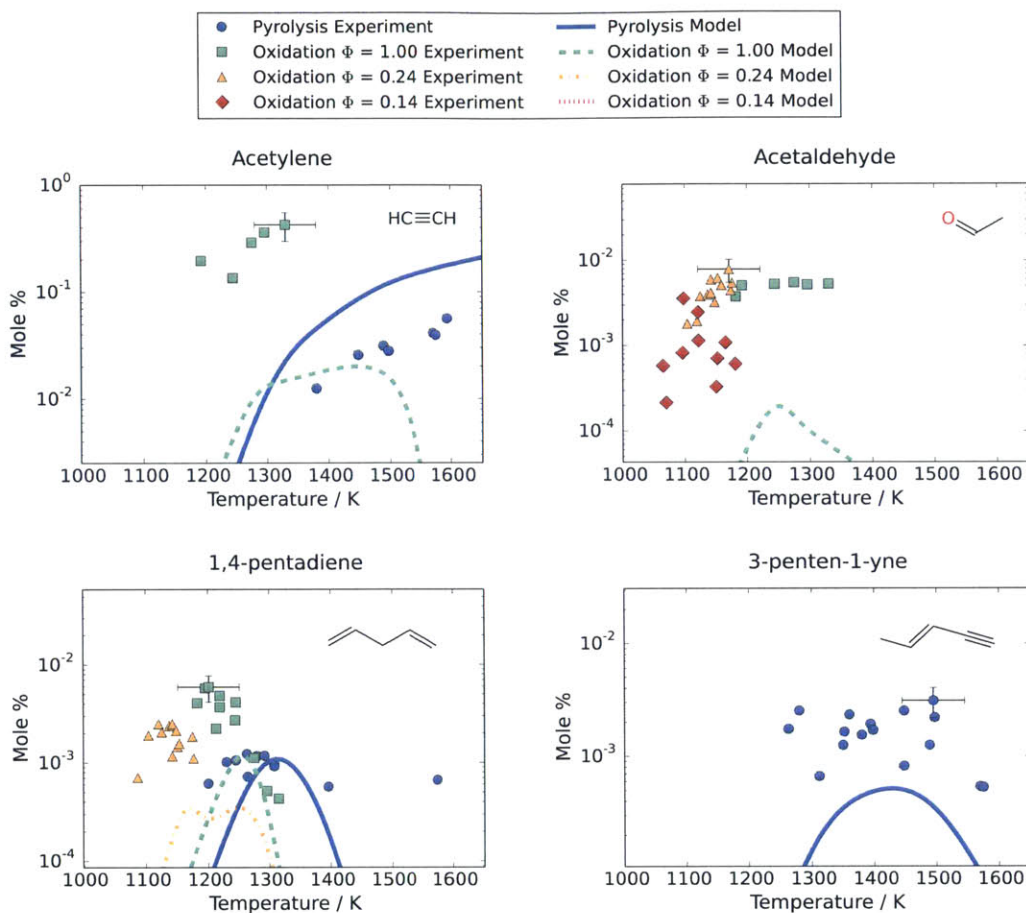 Pyrolysis Experiment
Oxidation Φ = 1.00 Experiment
Oxidation Φ = 0.24 Experiment
Oxidation Φ = 0.14 Experiment
Pyrolysis Model
Oxidation Φ = 1.00 Model
Oxidation Φ = 0.24 Model
Oxidation Φ = 0.14 Model
Acetylene
10⁰
10⁻¹
10⁻²
Mole %
HC≡CH
1000 1100 1200 1300 1400 1500 1600
Temperature / K
Acetaldehyde
10⁻²
10⁻³
10⁻⁴
Mole %
O
1000 1100 1200 1300 1400 1500 1600
Temperature / K
1,4-pentadiene
10⁻²
10⁻³
10⁻⁴
Mole %
1000 1100 1200 1300 1400 1500 1600
Temperature / K
3-penten-1-yne
10⁻²
10⁻³
Mole %
1000 1100 1200 1300 1400 1500 1600
Temperature / K